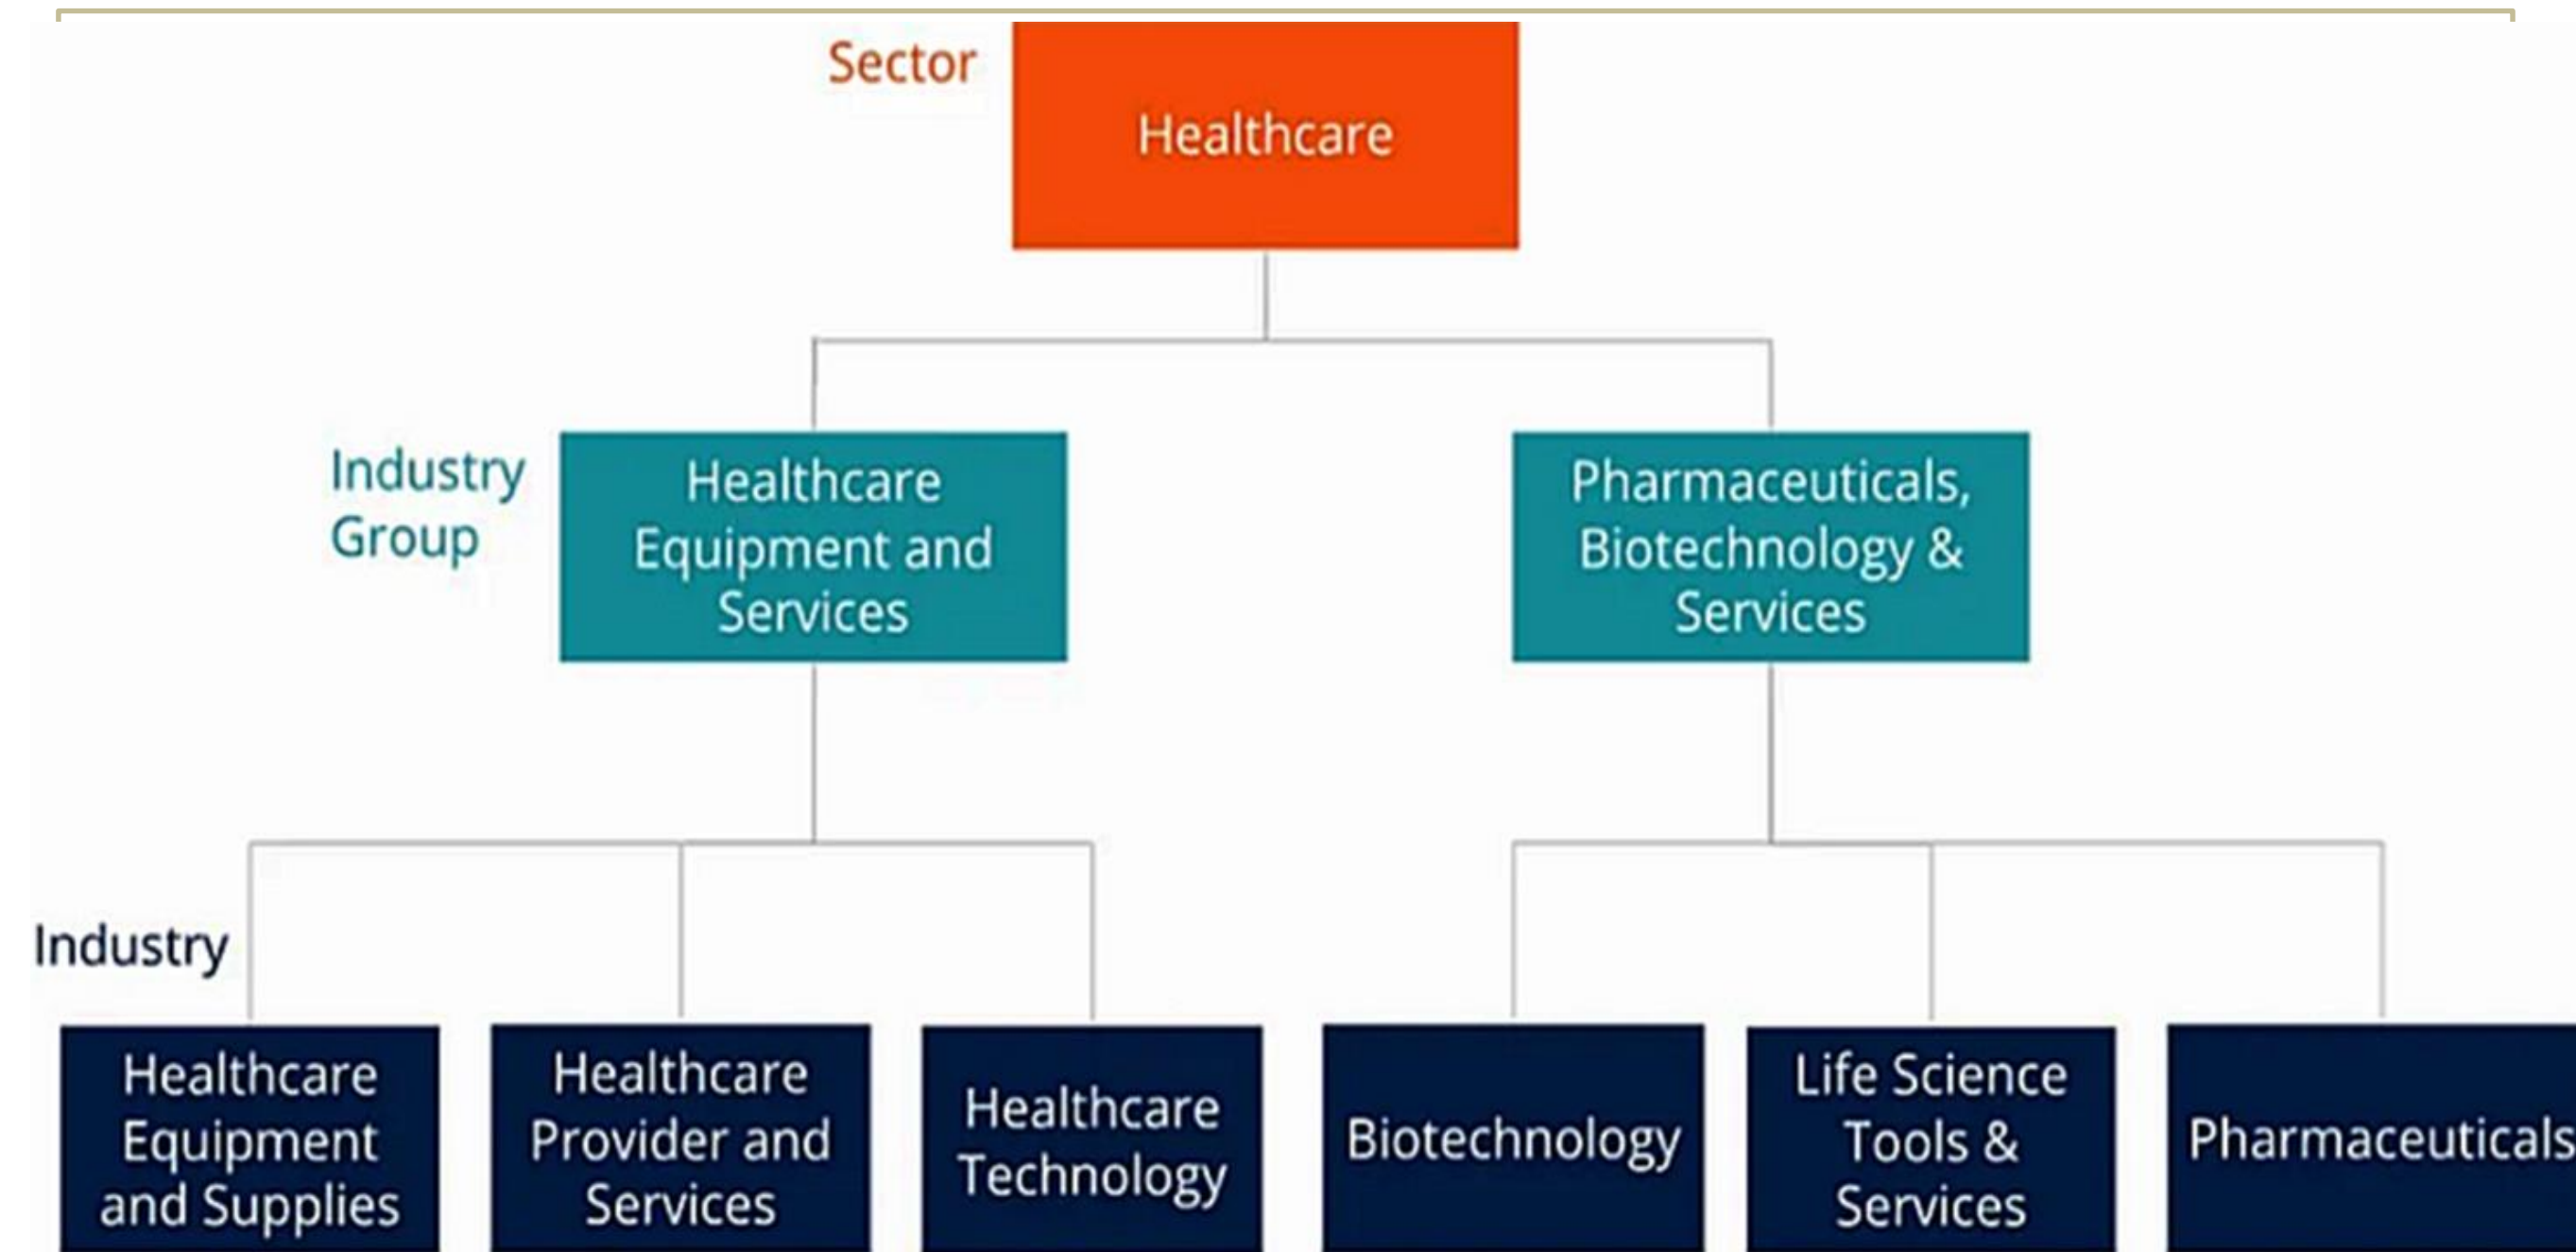 Sector
Healthcare
Industry
Group
Healthcare
Equipment and
Services
Pharmaceuticals,
Biotechnology &
Services
Industry
Healthcare
Equipment
and Supplies
Healthcare
Provider and
Services
Healthcare
Technology
Biotechnology
Life Science
Tools &
Services
Pharmaceuticals